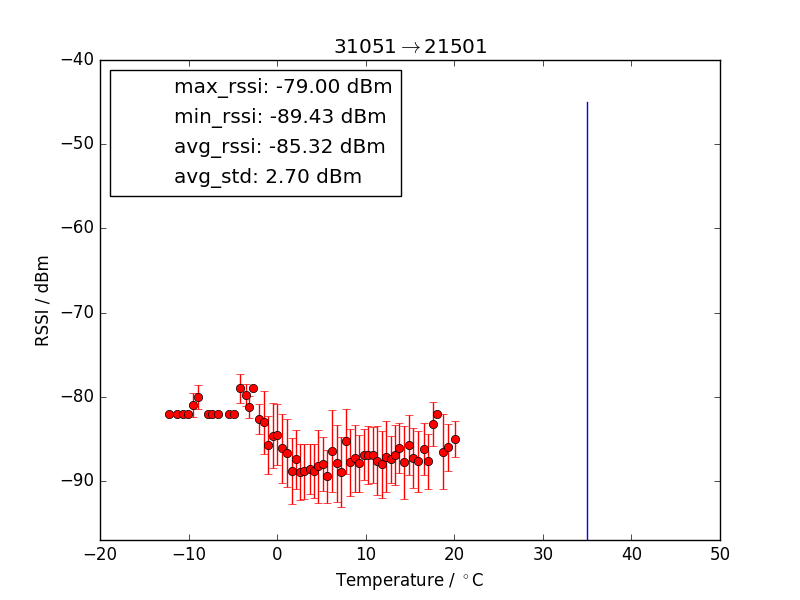 31051→21501
max_rssi: -79.00 dBm
min_rssi: -89.43 dBm
avg_rssi: -85.32 dBm
avg_std: 2.70 dBm
RSSI / dBm
−40
−50
−60
−70
−80
−90
−20 −10 0 10 20 30 40 50
Temperature / °C